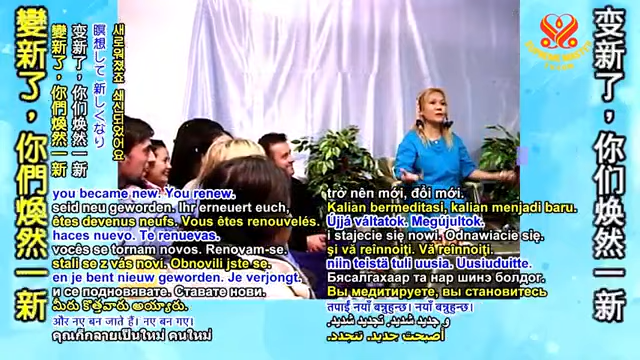 變新了，你們煥然一新
變新了，你們煥然一新
变新了，你们焕然一新
瞑想して 新しくなり
새로워졌죠 쇄신되었어요
SUPREME MASTER
变新了，你们焕然一新
you became new. You renew.
seid neu geworden. Ihr erneuert euch,
êtes devenus neufs. Vous êtes renouvelés.
haces nuevo. Te renuevas.
vocês se tornam novos. Renovam-se.
stali se z vás novi. Obnovili jste se.
en je bent nieuw geworden. Je verjongt.
и се подновявате. Ставате нови.
మీరు కొత్తవారు అయ్యారు.
और नए बन जाते हैं। नए बन गए।
คุณก็กลายเป็นใหม่ คนใหม่
trở nên mới, đổi mới.
Kalian bermeditasi, kalian menjadi baru.
Újjá váltatok. Megújultok.
i stajecie się nowi. Odnawiacie się.
şi vă reînnoiţi. Vă reînnoiţi.
niin teistä tuli uusia. Uusiuduitte.
Бясалгахаар та нар шинэ болдог.
Вы медитируете, вы становитесь
तपाईं नयाँ बन्नुहुन्छ। नयाँ बन्नुहुन्छ।
و جدید شدید. تجدید شدید.
أصبحت جديد. تتجدد.